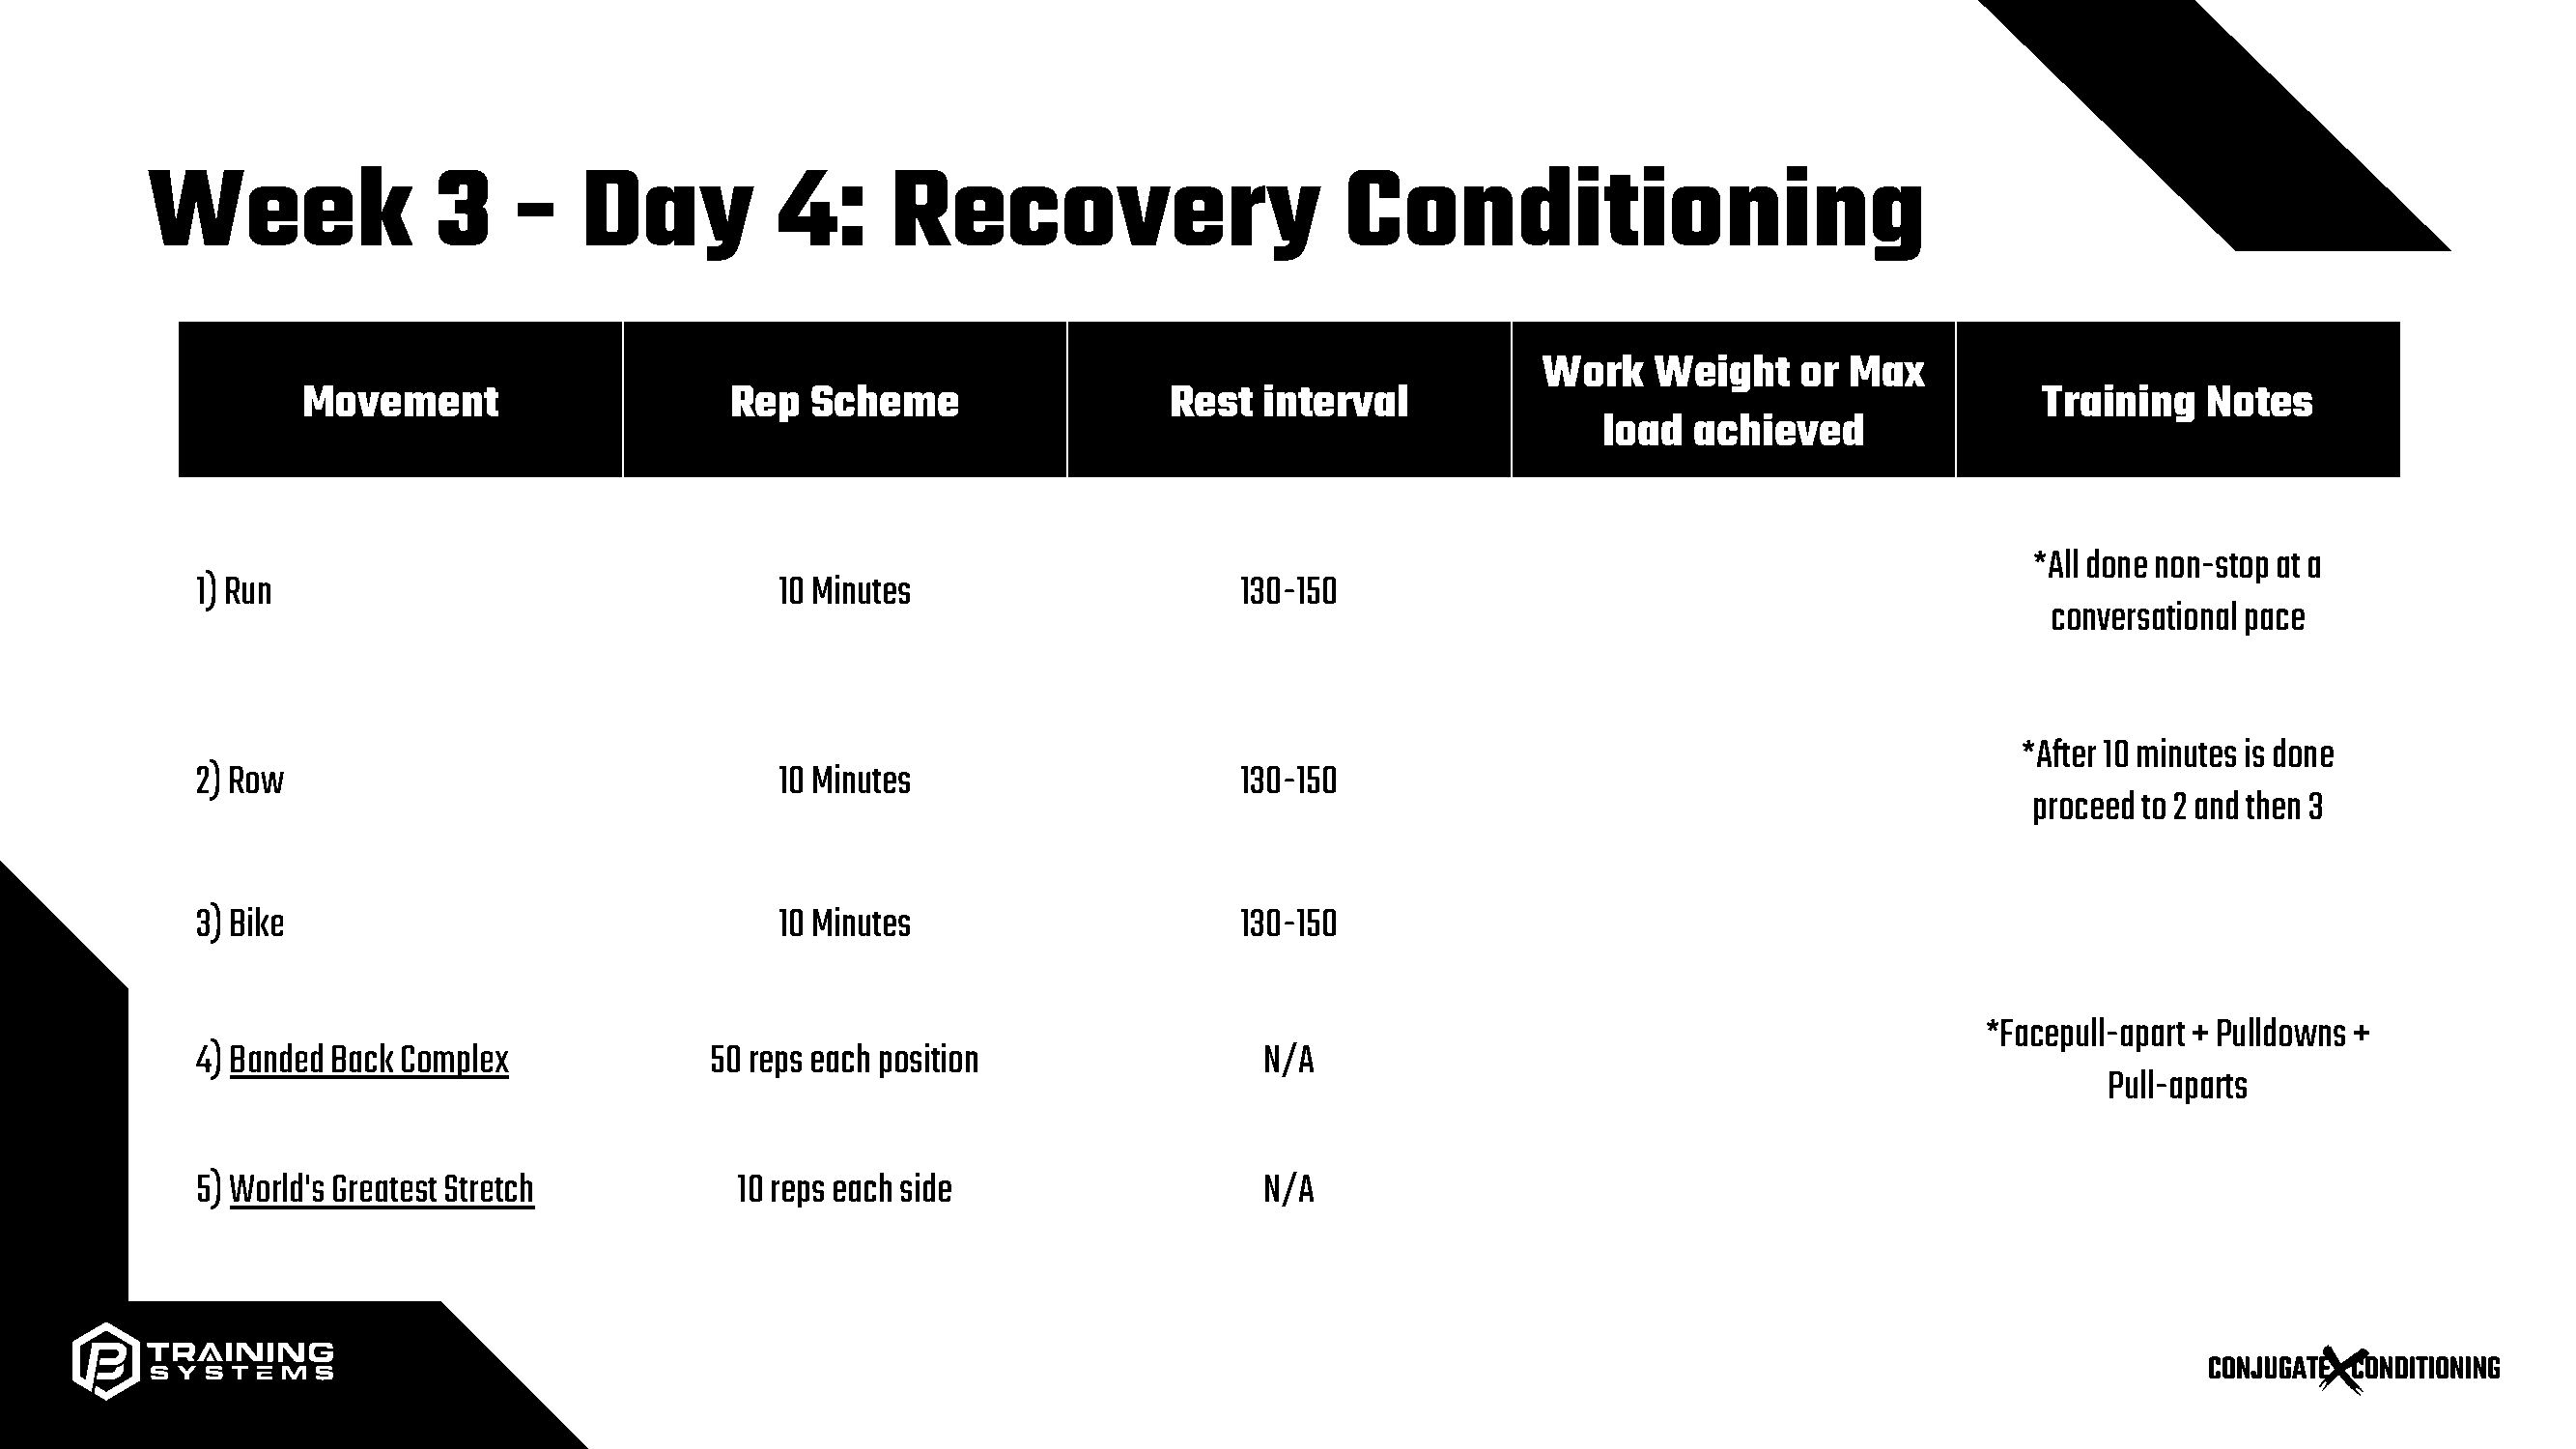 Week 3 - Day 4: Recovery Conditioning
Movement
Rep Scheme
Rest interval
Work Weight or Max
load achieved
Training Notes
1) Run
10 Minutes
130-150
*All done non-stop at a
conversational pace
2) Row
10 Minutes
130-150
*After 10 minutes is done
proceed to 2 and then 3
3) Bike
10 Minutes
130-150
4) Banded Back Complex
50 reps each position
N/A
*Facepull-apart + Pulldowns +
Pull-aparts
5) World's Greatest Stretch
10 reps each side
N/A
TRAINING
SYSTEMS
CONJUGATE X CONDITIONING